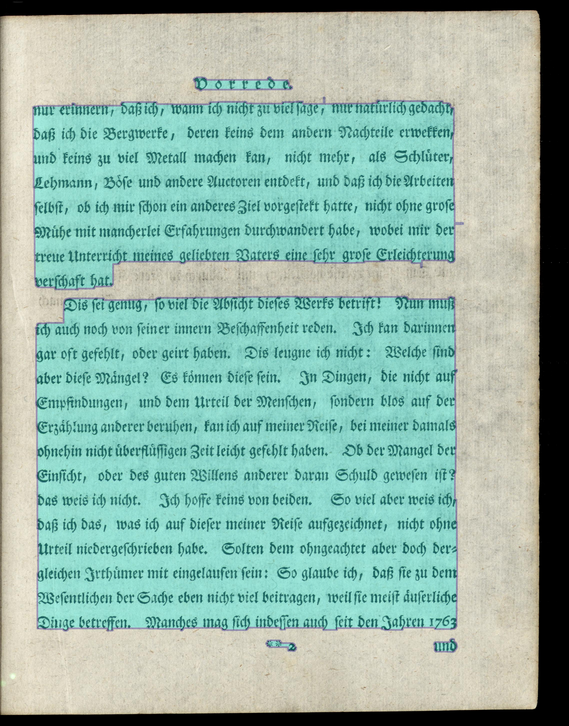 Vorrede.
nur erinnern, daß ich, wann ich nicht zu viel sage, nur natürlich gedacht,
daß ich die Bergwerke, deren keins dem andern Nachteile erwekken,
und keins zu viel Metall machen kan, nicht mehr, als Schlüter,
Lehmann, Böse und andere Auctoren entdekt, und daß ich die Arbeiten
selbst, ob ich mir schon ein anderes Ziel vorgestekt hatte, nicht ohne grose
Mühe mit mancherlei Erfahrungen durchwandert habe, wobei mir der
treue Unterricht meines geliebten Vaters eine sehr grose Erleichterung
verschaft hat.
Dis sei genug, so viel die Absicht dieses Werks betrift! Nun muß
ich auch noch von seiner innern Beschaffenheit reden. Ich kan darinnen
gar oft gefehlt, oder geirt haben. Dis leugne ich nicht: Welche sind
aber diese Mängel? Es können diese sein. In Dingen, die nicht auf
Empfindungen, und dem Urteil der Menschen, sondern blos auf der
Erzählung anderer beruhen, kan ich auf meiner Reise, bei meiner damals
ohnehin nicht überflüssigen Zeit leicht gefehlt haben. Ob der Mangel der
Einsicht, oder des guten Willens anderer daran Schuld gewesen ist?
das weis ich nicht. Ich hoffe keins von beiden. So viel aber weis ich,
daß ich das, was ich auf dieser meiner Reise aufgezeichnet, nicht ohne
Urteil niedergeschrieben habe. Solten dem ohngeachtet aber doch der-
gleichen Irthümer mit eingelaufen sein: So glaube ich, daß sie zu dem
Wesentlichen der Sache eben nicht viel beitragen, weil sie meist äuserliche
Dinge betreffen. Manches mag sich indessen auch seit den Jahren 1763
2 und